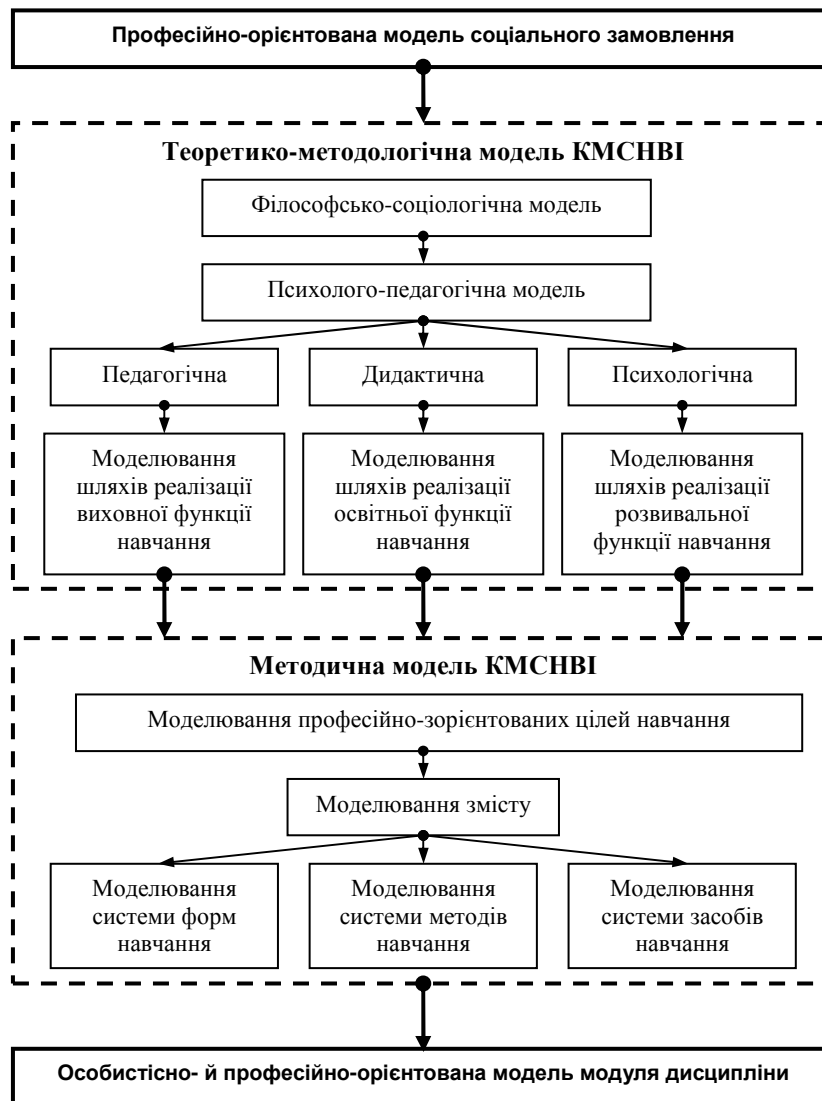 Професійно-орієнтована модель соціального замовлення
Теоретико-методологічна модель КМСНВІ
Філософсько-соціологічна модель
Психолого-педагогічна модель
Педагогічна
Дидактична
Психологічна
Моделювання
шляхів реалізації
виховної функції
навчання
Моделювання
шляхів реалізації
освітньої функції
навчання
Моделювання
шляхів реалізації
розвивальної
функції навчання
Методична модель КМСНВІ
Моделювання професійно-зорієнтованих цілей навчання
Моделювання змісту
Моделювання
системи форм
навчання
Моделювання
системи методів
навчання
Моделювання
системи засобів
навчання
Особистісно- й професійно-орієнтована модель модуля дисципліни